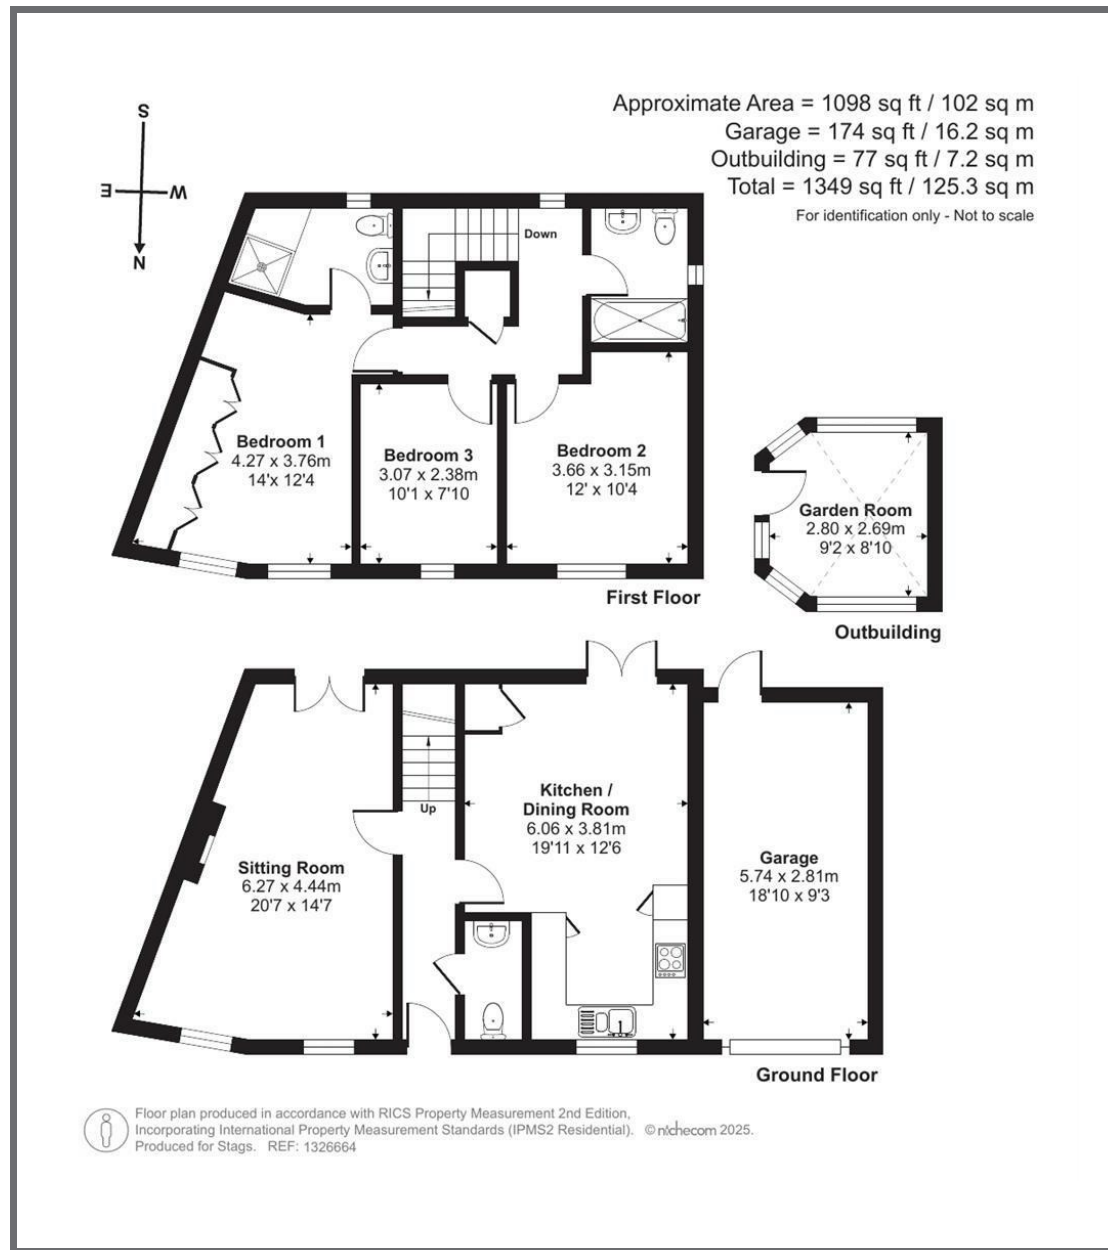 Approximate Area = 1098 sq ft / 102 sq m
Garage = 174 sq ft / 16.2 sq m
Outbuilding = 77 sq ft / 7.2 sq m
Total = 1349 sq ft / 125.3 sq m
For identification only - Not to scale
S
E
W
N
Down
Bedroom 1
4.27 x 3.76m
14'x 12'4
Bedroom 3
3.07 x 2.38m
10'1 x 7'10
Bedroom 2
3.66 x 3.15m
12' x 10'4
First Floor
Garden Room
2.80 x 2.69m
9'2 x 8'10
Outbuilding
Up
Sitting Room
6.27 x 4.44m
20'7 x 14'7
Kitchen /
Dining Room
6.06 x 3.81m
19'11 x 12'6
Garage
5.74 x 2.81m
18'10 x 9'3
Ground Floor
Floor plan produced in accordance with RICS Property Measurement 2nd Edition,
Incorporating International Property Measurement Standards (IPMS2 Residential). © nichecom 2025.
Produced for Stags. REF: 1326664